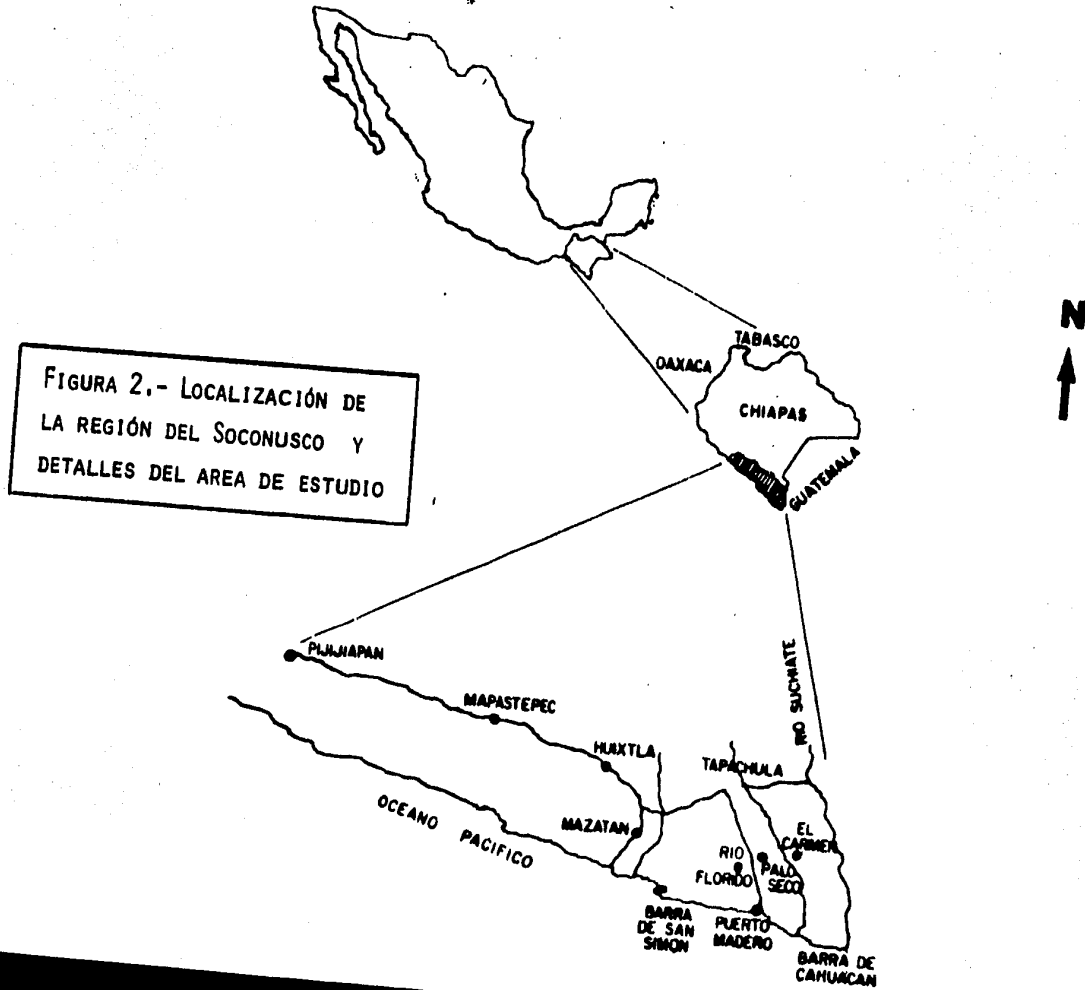 N
TABASCO
OAXACA
CHIAPAS
GUATEMALA
FIGURA 2.- LOCALIZACIÓN DE
LA REGIÓN DEL SOCONUSCO Y
DETALLES DEL AREA DE ESTUDIO
RIO SUCHIATE
PIJIJIAPAN
MAPASTEPEC
HUIXTLA
TAPACHULA
OCEANO PACIFICO
MAZATAN
EL
CARMEN
RIO
FLORIDO
PALO
SECO
BARRA
DE SAN
SIMON
PUERTO
MADERO
BARRA DE
CAHUACAN